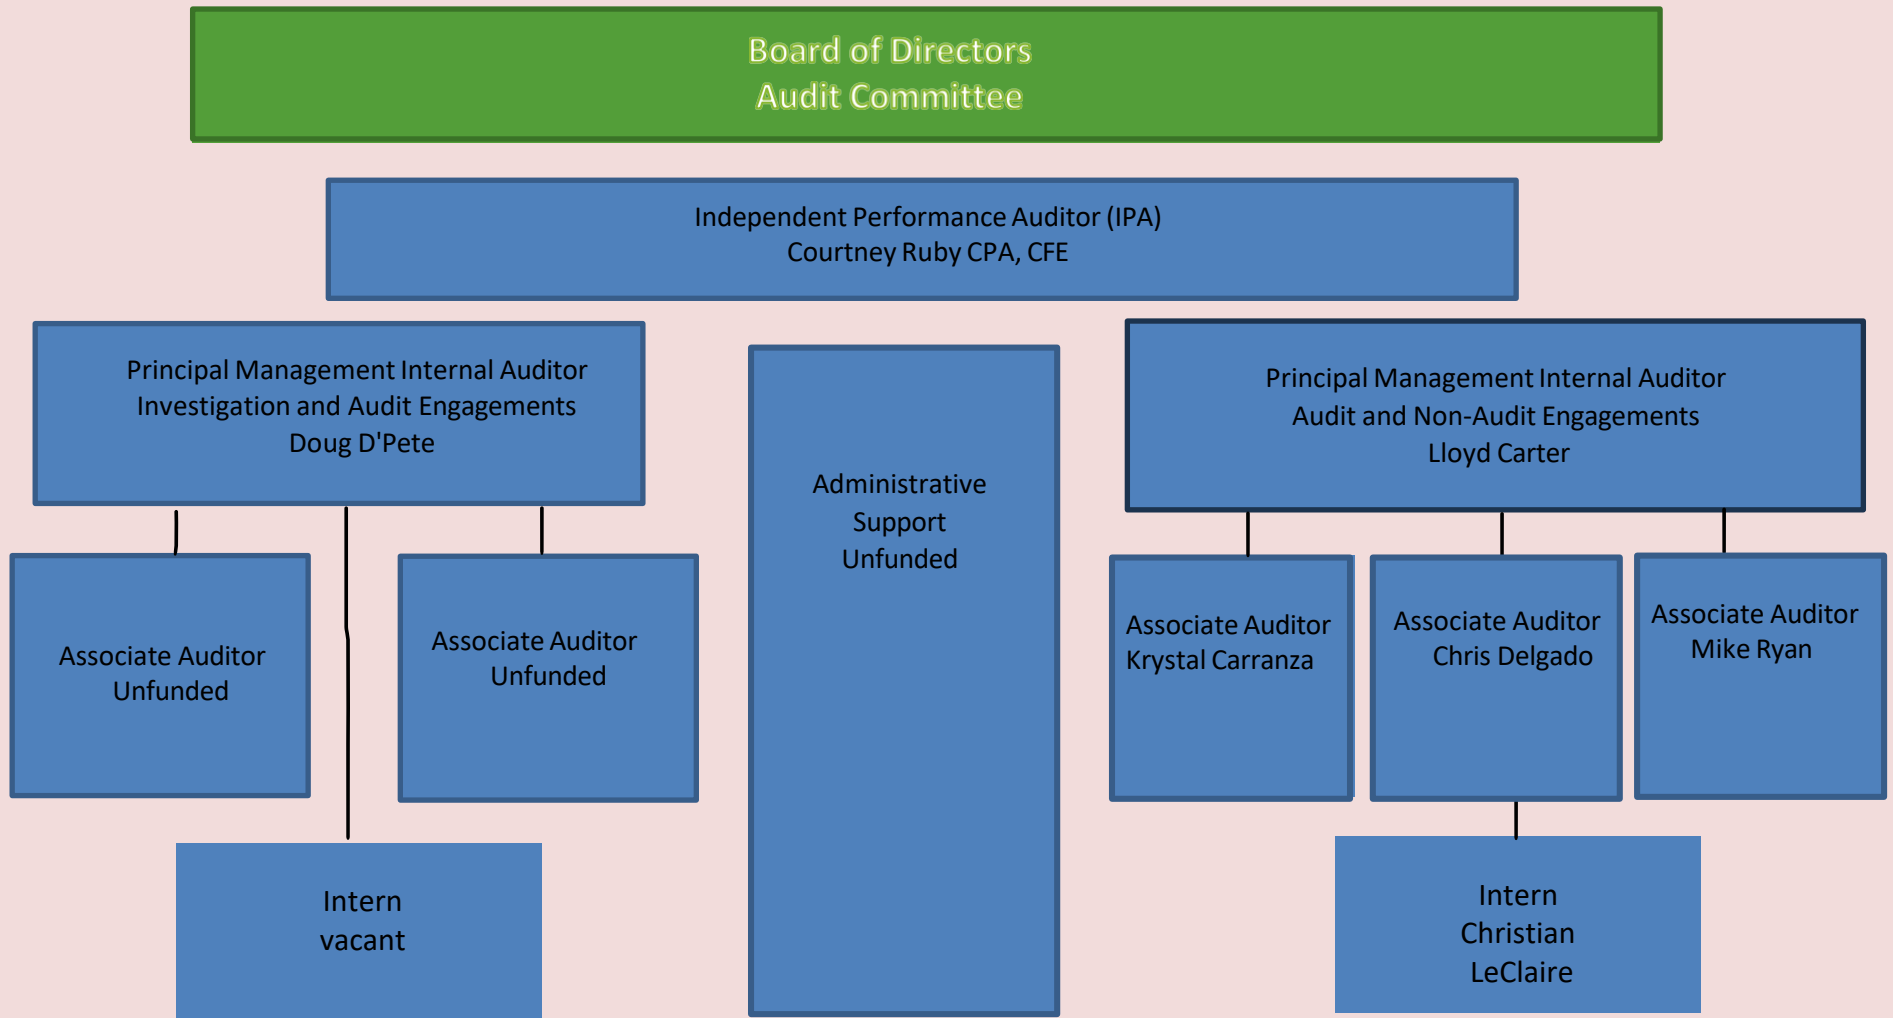 Board of Directors
Audit Committee
Independent Performance Auditor (IPA)
Courtney Ruby CPA, CFE
Principal Management Internal Auditor
Investigation and Audit Engagements
Doug D'Pete
Administrative
Support
Unfunded
Principal Management Internal Auditor
Audit and Non-Audit Engagements
Lloyd Carter
Associate Auditor
Unfunded
Associate Auditor
Unfunded
Associate Auditor
Krystal Carranza
Associate Auditor
Chris Delgado
Associate Auditor
Mike Ryan
Intern
vacant
Intern
Christian
LeClaire